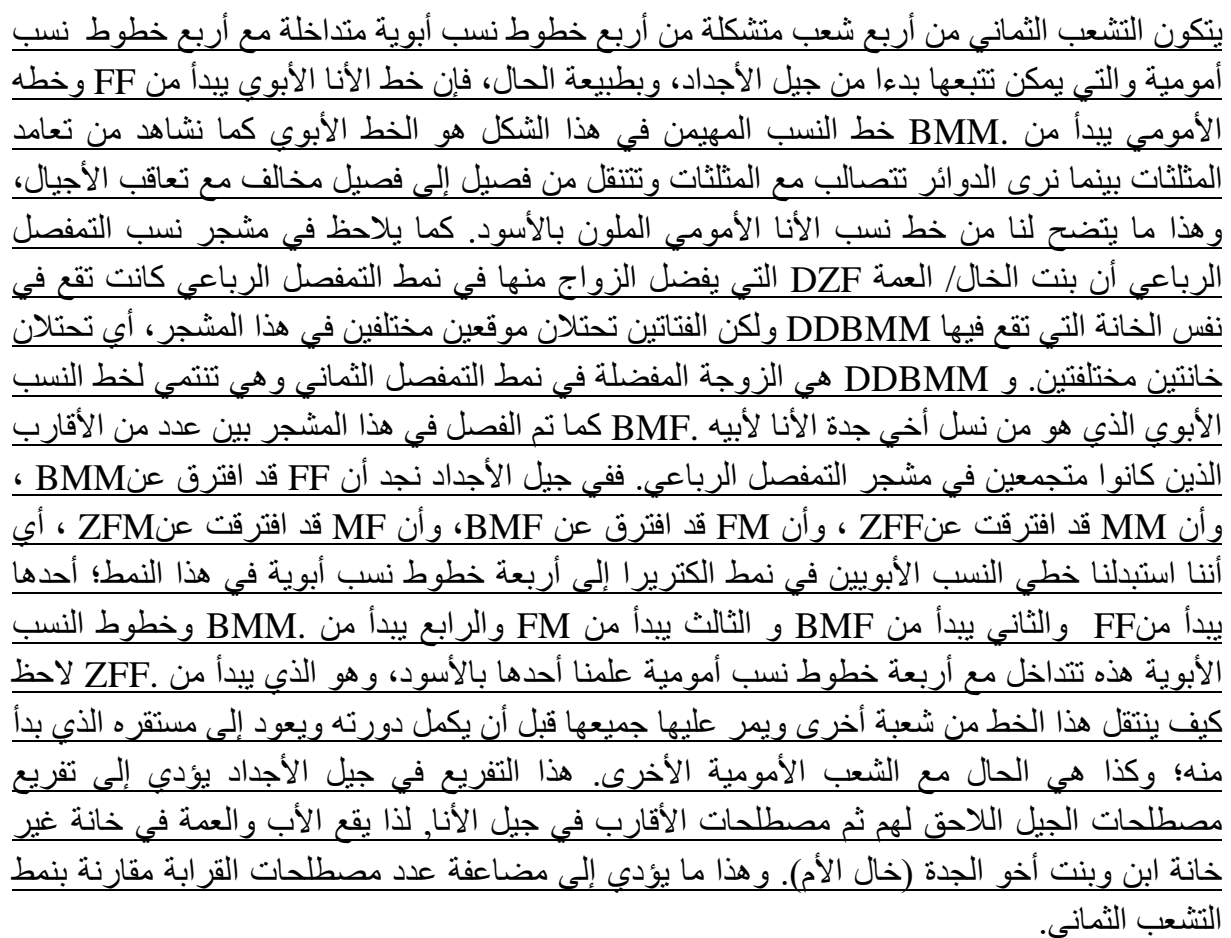 يتكون التشعب الثماني من أربع شعب متشكلة من أربع خطوط نسب أبوية متداخلة مع أربع خطوط نسب
أمومية والتي يمكن تتبعها بدءا من جيل الأجداد، وبطبيعة الحال، فإن خط الأنا الأبوي يبدأ من FF وخطه
الأمومي يبدأ من .BMM خط النسب المهيمن في هذا الشكل هو الخط الأبوي كما نشاهد من تعامد
المثلثات بينما نرى الدوائر تتصالب مع المثلثات وتتنقل من فصيل إلى فصيل مخالف مع تعاقب الأجيال،
وهذا ما يتضح لنا من خط نسب الأنا الأمومي الملون بالأسود. كما يلاحظ في مشجر نسب التمفصل
الرباعي أن بنت الخال/ العمة DZF التي يفضل الزواج منها في نمط التمفصل الرباعي كانت تقع في
نفس الخانة التي تقع فيها DDBMM ولكن الفتاتين تحتلان موقعين مختلفين في هذا المشجر، أي تحتلان
خانتين مختلفتين. و DDBMM هي الزوجة المفضلة في نمط التمفصل الثماني وهي تنتمي لخط النسب
الأبوي الذي هو من نسل أخي جدة الأنا لأبيه .BMF كما تم الفصل في هذا المشجر بين عدد من الأقارب
الذين كانوا متجمعين في مشجر التمفصل الرباعي. ففي جيل الأجداد نجد أن FF قد افترق عنBMM ،
وأن MM قد افترقت عنZFF ، وأن FM قد افترق عن BMF، وأن MF قد افترقت عنZFM ، أي
أننا استبدلنا خطي النسب الأبويين في نمط الكتريرا إلى أربعة خطوط نسب أبوية في هذا النمط؛ أحدها
يبدأ منFF والثاني يبدأ من BMF و الثالث يبدأ من FM والرابع يبدأ من .BMM وخطوط النسب
الأبوية هذه تتداخل مع أربعة خطوط نسب أمومية علمنا أحدها بالأسود، وهو الذي يبدأ من .ZFF لاحظ
كيف ينتقل هذا الخط من شعبة أخرى ويمر عليها جميعها قبل أن يكمل دورته ويعود إلى مستقره الذي بدأ
منه؛ وكذا هي الحال مع الشعب الأمومية الأخرى. هذا التفريع في جيل الأجداد يؤدي إلى تفريع
مصطلحات الجيل اللاحق لهم ثم مصطلحات الأقارب في جيل الأنا, لذا يقع الأب والعمة في خانة غير
خانة ابن وبنت أخو الجدة (خال الأم). وهذا ما يؤدي إلى مضاعفة عدد مصطلحات القرابة مقارنة بنمط
التشعب الثماني.